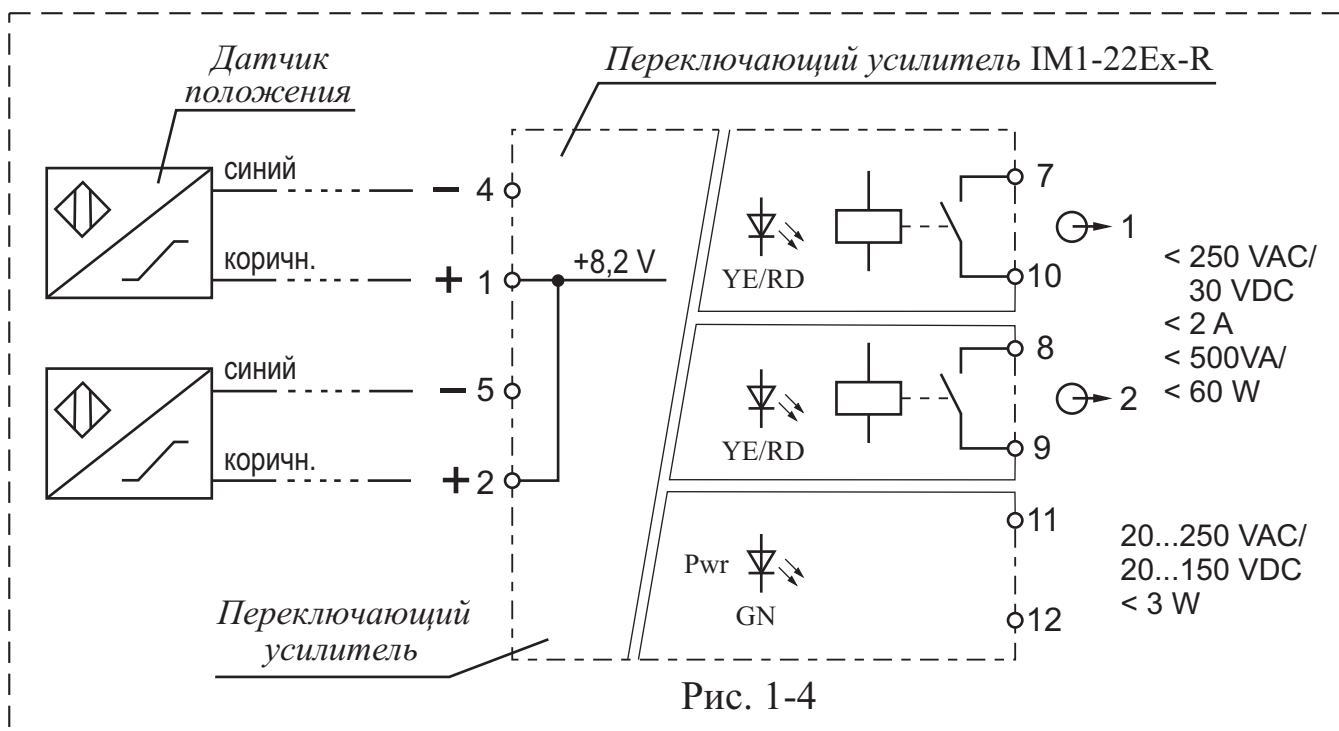 Датчик
положения
Переключающий усилитель IM1-22Ex-R
синий
− 4
коричн.
+ 1
+8,2 V
YE/RD
7
10
1
< 250 VAC/
30 VDC
< 2 A
< 500VA/
< 60 W
синий
− 5
коричн.
+ 2
YE/RD
8
9
2
Pwr
GN
11
12
20...250 VAC/
20...150 VDC
< 3 W
Переключающий
усилитель
Рис. 1-4